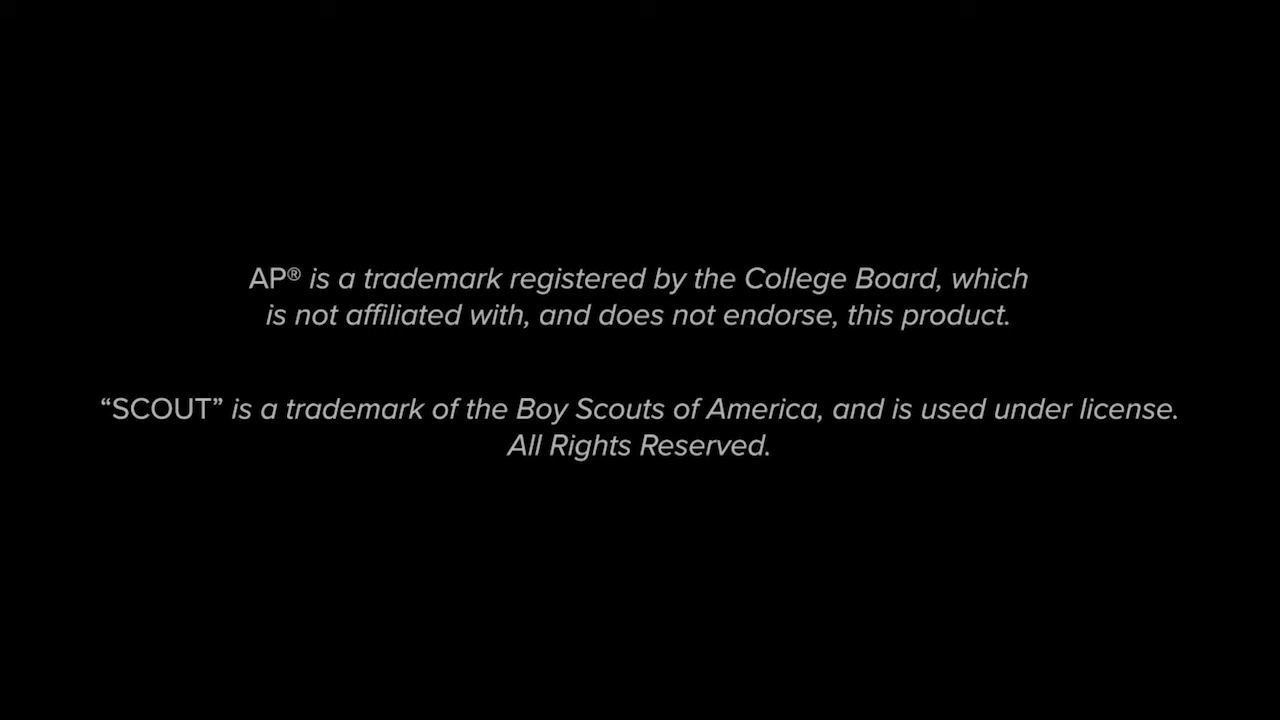 AP® is a trademark registered by the College Board, which
is not affiliated with, and does not endorse, this product.
“SCOUT” is a trademark of the Boy Scouts of America, and is used under license.
All Rights Reserved.